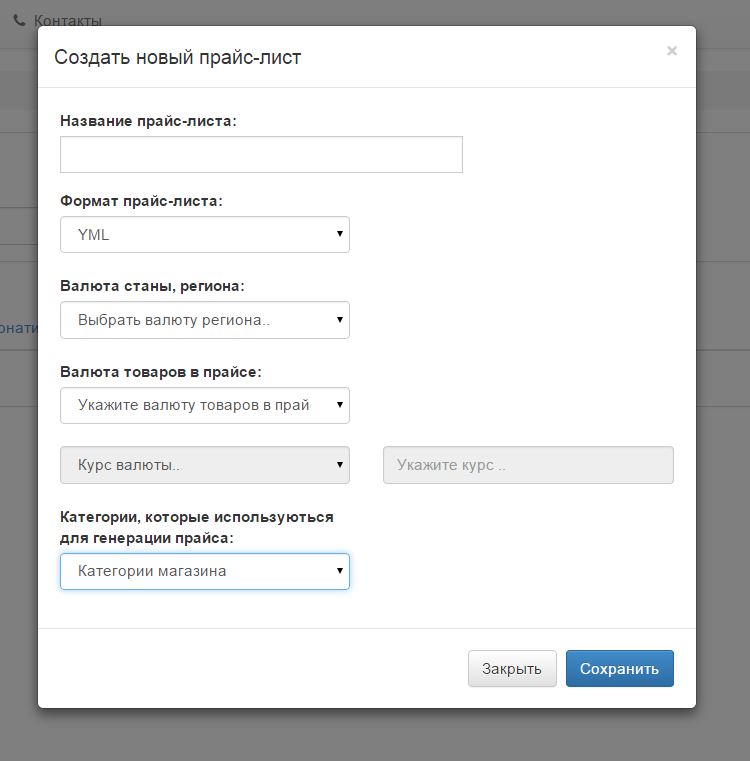 Контакты
Создать новый прайс-лист
×
Название прайс-листа:
Формат прайс-листа:
YML
Валюта станы, региона:
Выбрать валюту региона..
Валюта товаров в прайсе:
Укажите валюту товаров в прай
Курс валюты..
Укажите курс ..
Категории, которые используються
для генерации прайса:
Категории магазина
онати
Закрыть
Сохранить